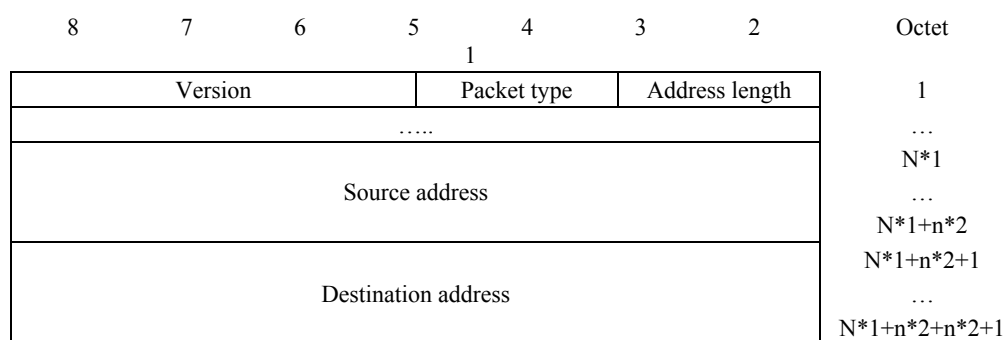 8 7 6 5 4 3 2 Octet
1
Version Packet type Address length 1
….. …
N*1
Source address …
N*1+n*2
N*1+n*2+1
Destination address …
N*1+n*2+n*2+1